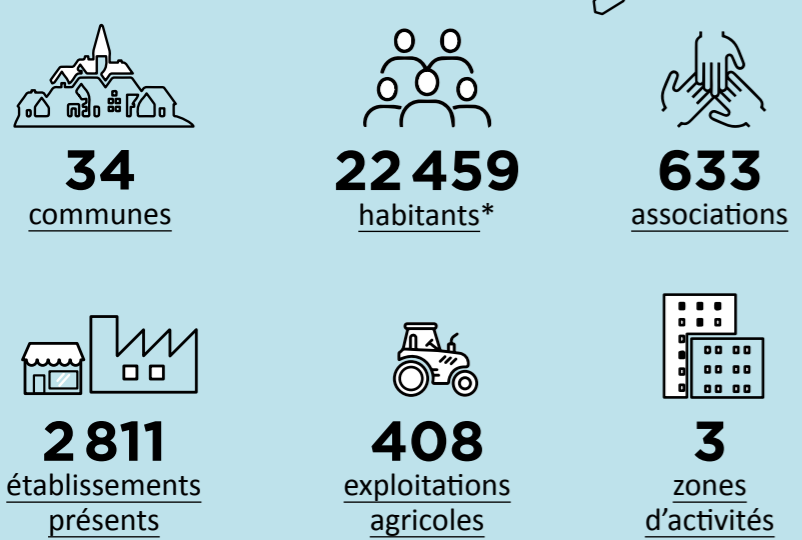 34
communes
22 459
habitants*
633
associations
2 811
établissements
présents
408
exploitations
agricoles
3
zones
d'activités